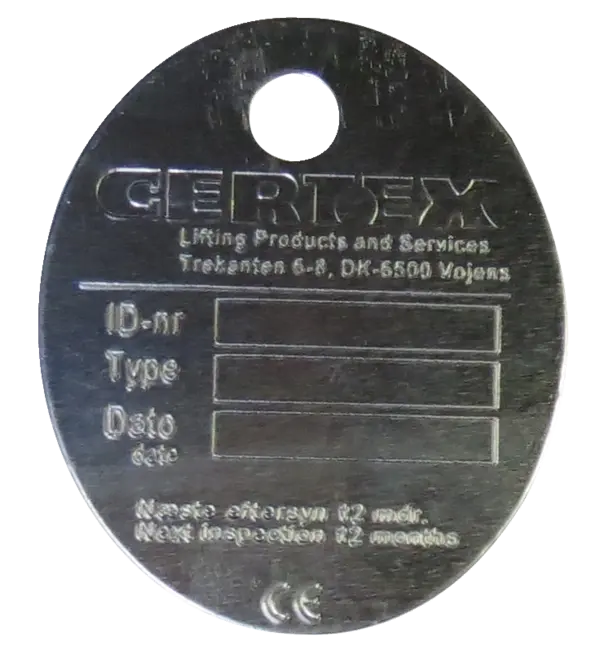 CERTEX
Lifting Products and Services
Trekanten 6-8, DK-6500 Vojens
ID-nr
Type
Dato
date
Næste eftersyn 12 mdr.
Next inspection 12 months
CE